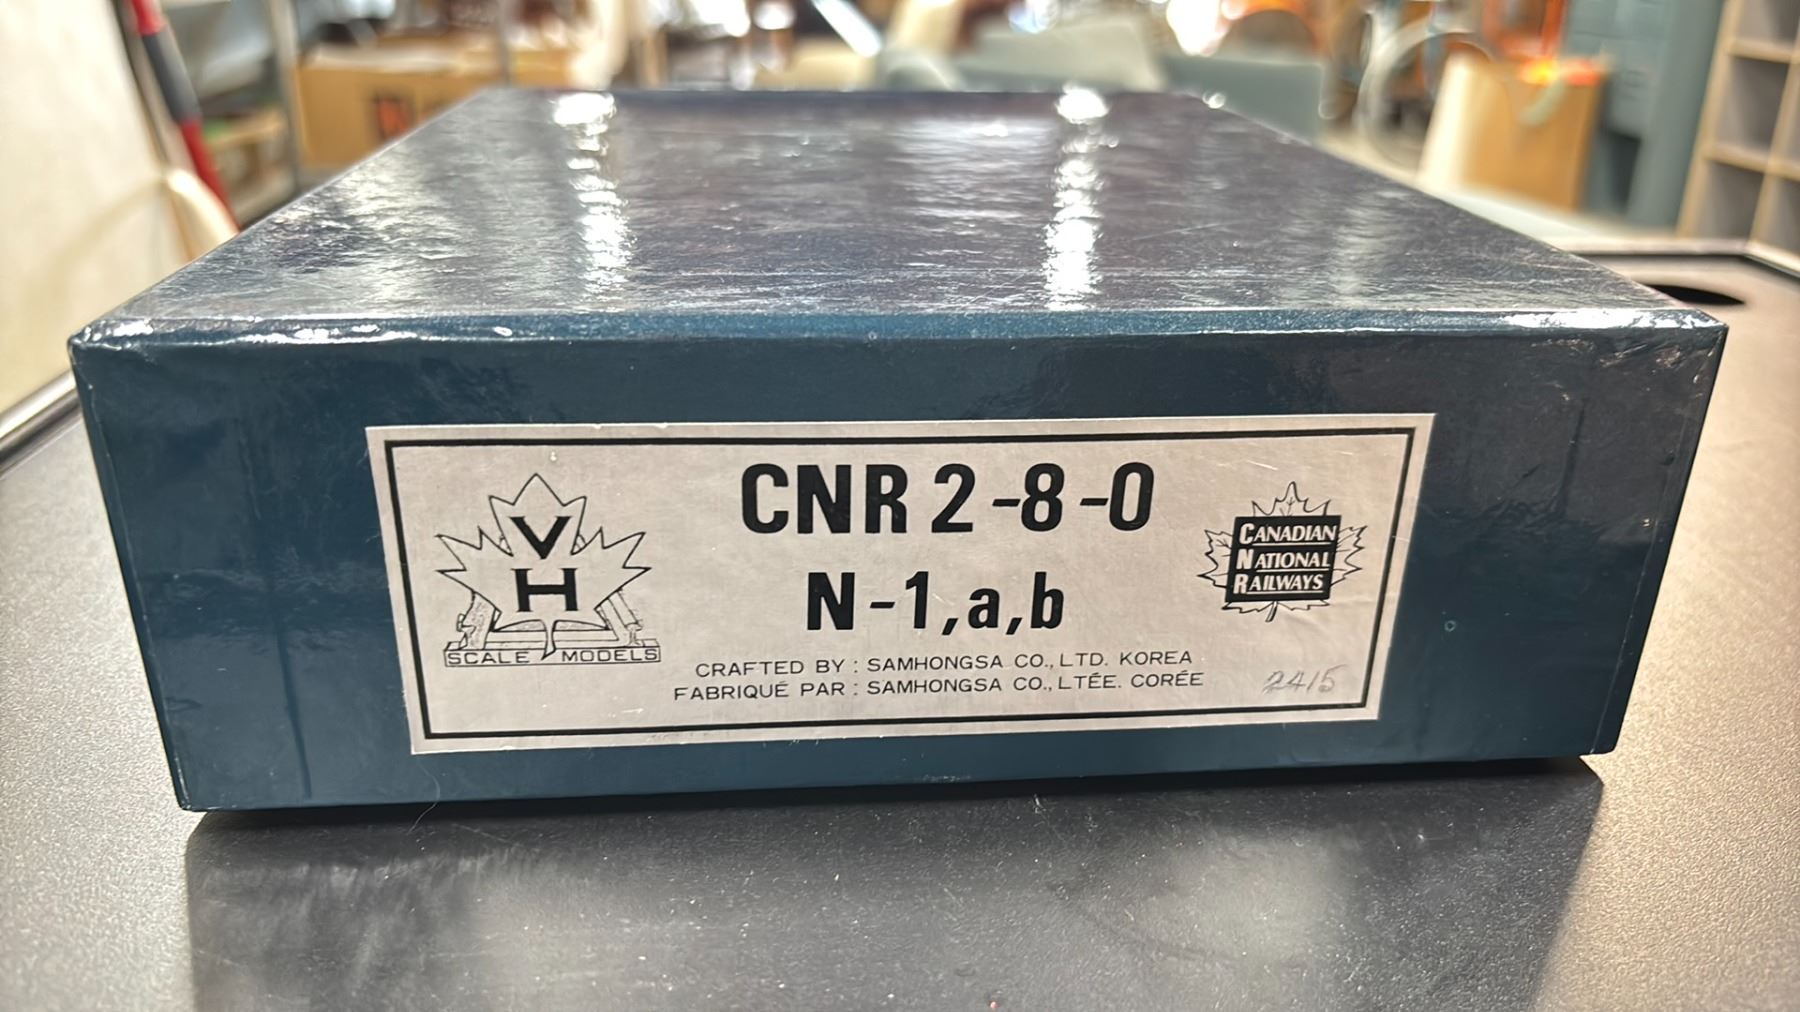 V
H
SCALE MODELS
CNR 2-8-0
N-1,a,b
CRAFTED BY : SAMHONGSA CO., LTD. KOREA
FABRIQUÉ PAR : SAMHONGSA CO., LTÉE. CORÉE
CANADIAN
NATIONAL
RAILWAYS
2415